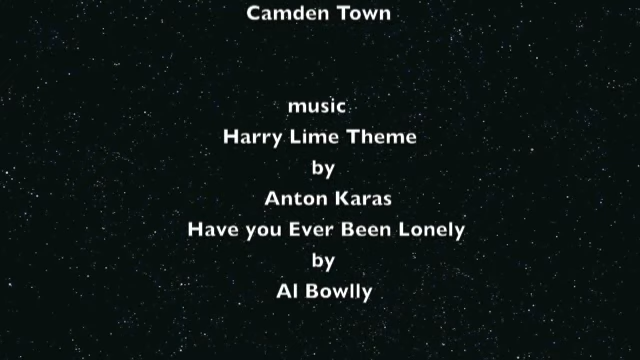 Camden Town
music
Harry Lime Theme
by
Anton Karas
Have you Ever Been Lonely
by
Al Bowlly